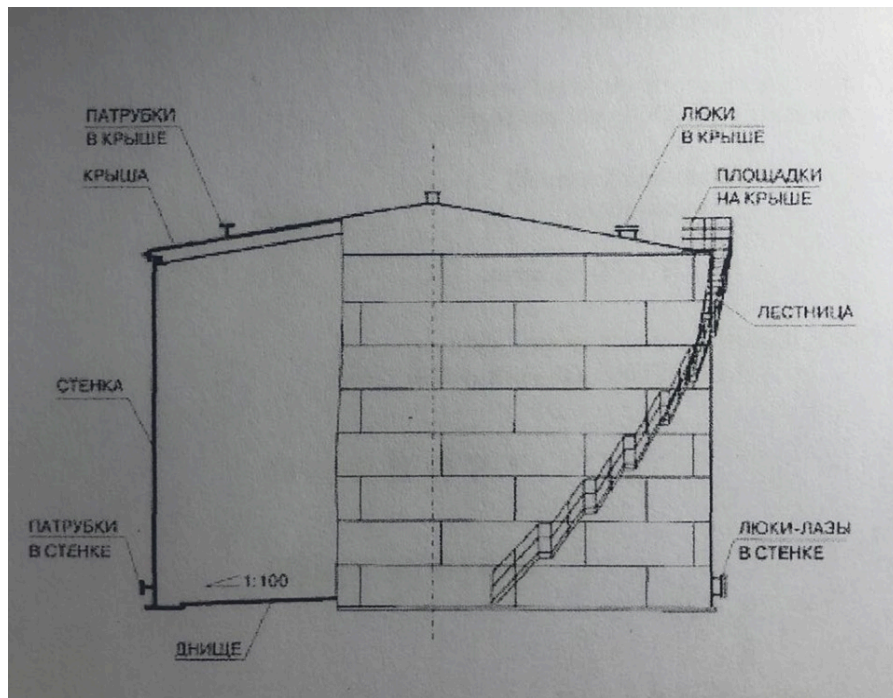 ПАТРУБКИ
В КРЫШЕ
КРЫША
ЛЮКИ
В КРЫШЕ
ПЛОЩАДКИ
НА КРЫШЕ
ЛЕСТНИЦА
СТЕНКА
ПАТРУБКИ
В СТЕНКЕ
1:100
ДНИЩЕ
ЛЮКИ-ЛАЗЫ
В СТЕНКЕ